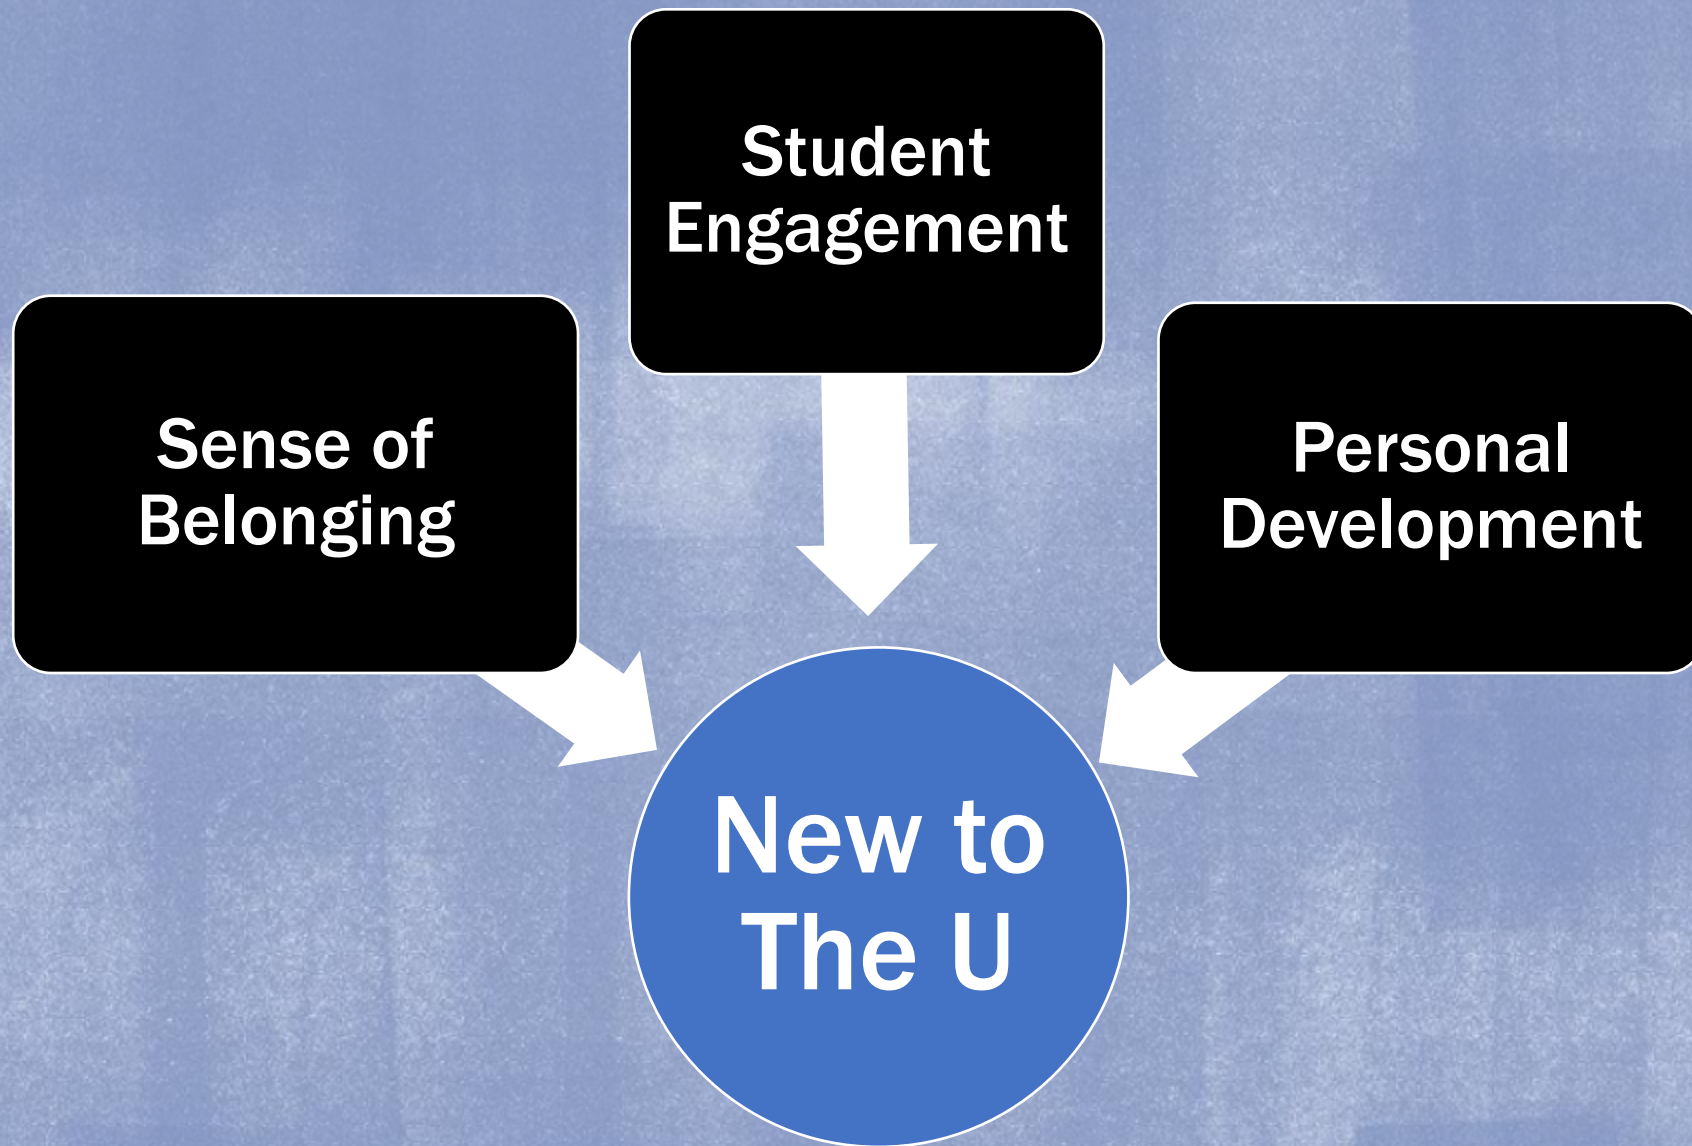 Student
Engagement
Sense of
Belonging
Personal
Development
New to
The U